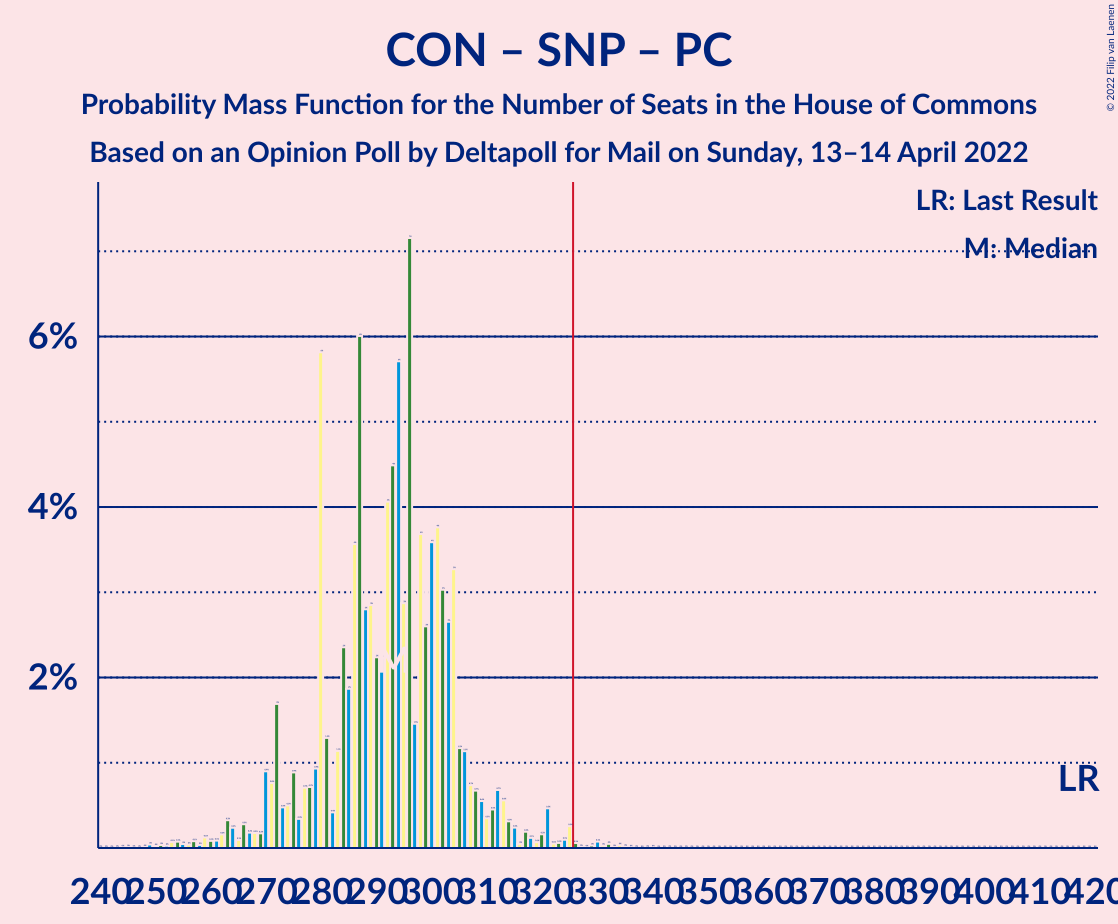 CON – SNP – PC
Probability Mass Function for the Number of Seats in the House of Commons
Based on an Opinion Poll by Deltapoll for Mail on Sunday, 13–14 April 2022
© 2022 Filip van Laenen
LR: Last Result
M: Median
6%
4%
2%
LR
240 250 260 270 280 290 300 310 320 330 340 350 360 370 380 390 400 410 420